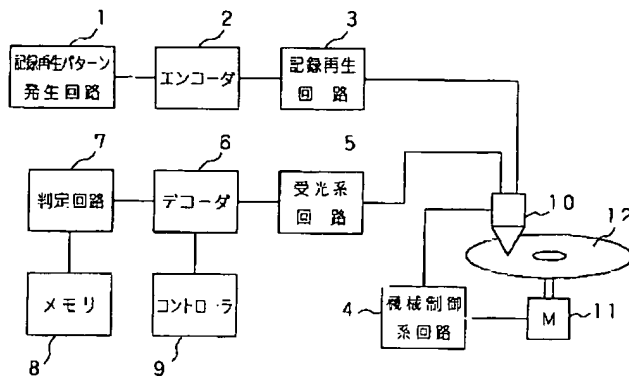 1
2
3
記録再生パターン
発生回路
エンコーダ
記録再生
回路
7
6
5
判定回路
デコーダ
受光系
回路
10
12
メモリ
コントローラ
4
機械制御
系回路
M
11
8
9